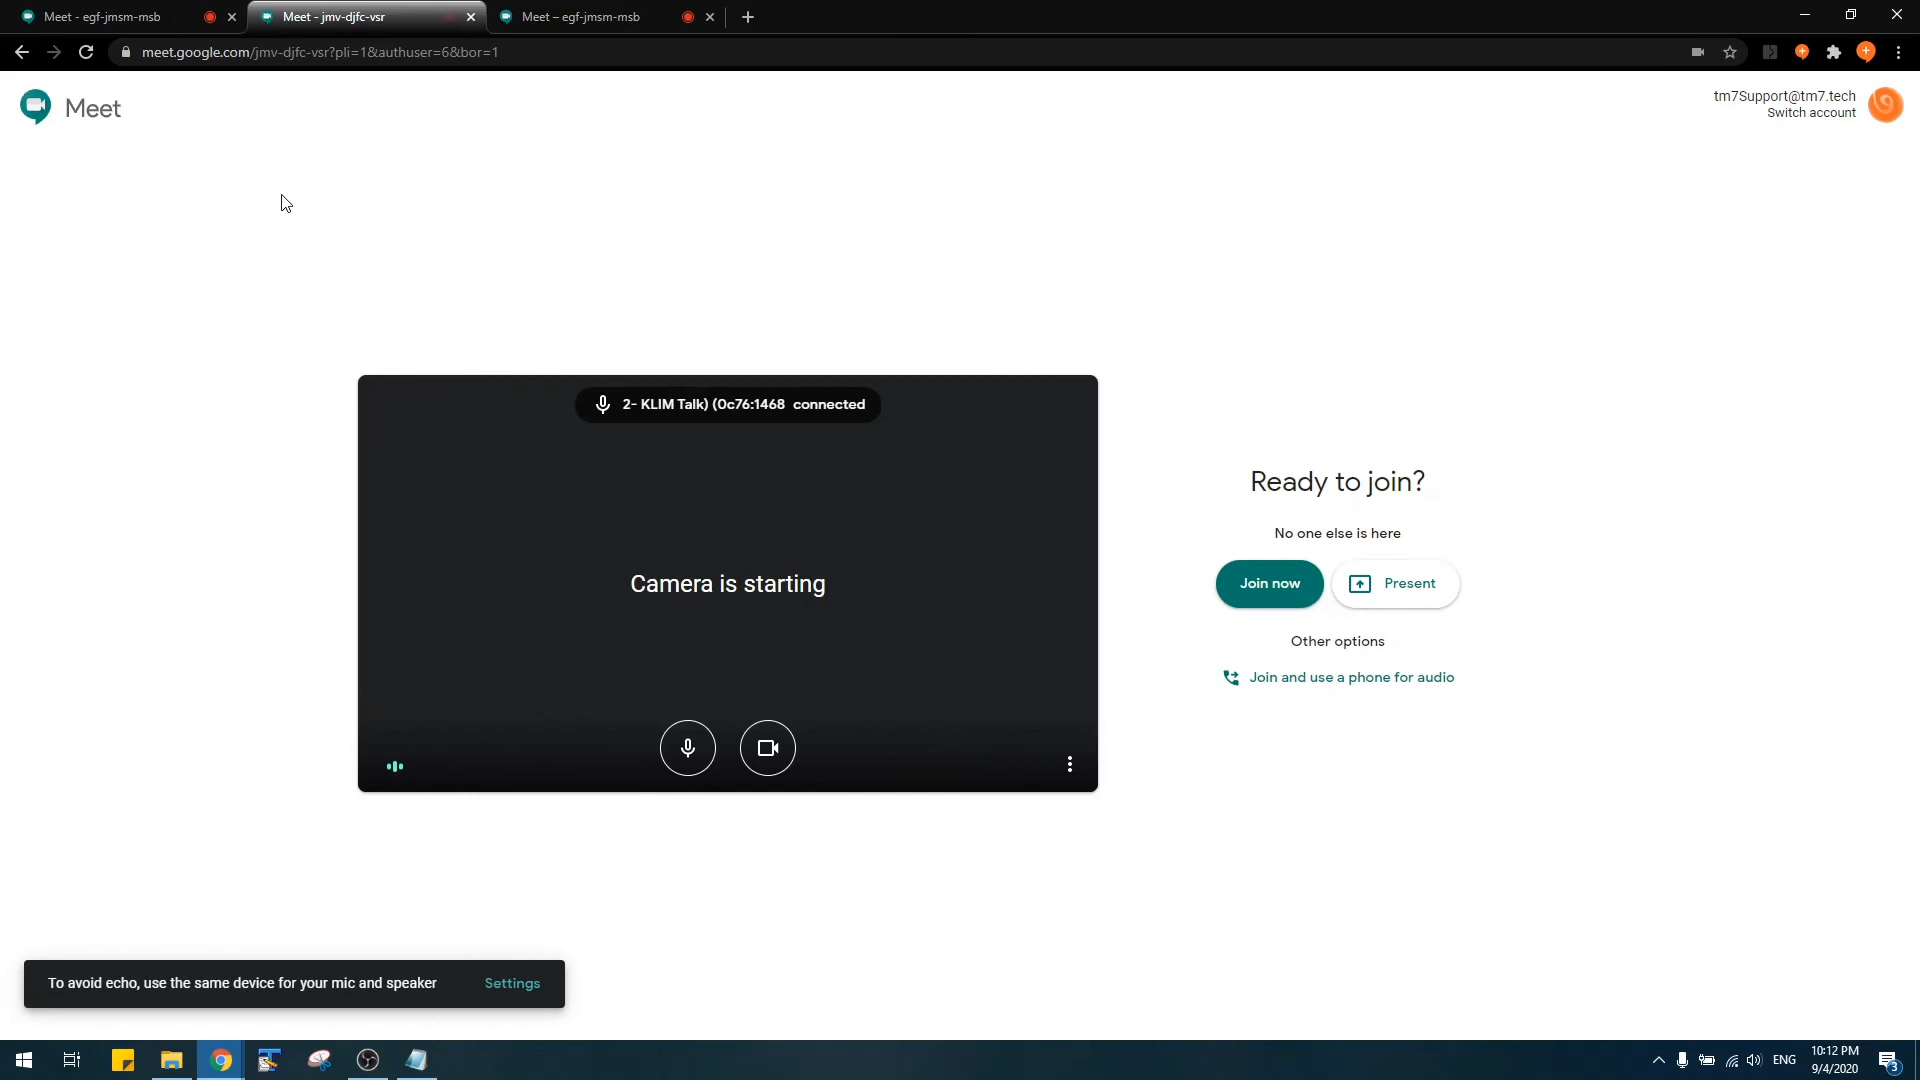 Meet - egf-jmsm-msb
Meet - jmv-djfc-vsr
Meet – egf-jmsm-msb
meet.google.com/jmv-djfc-vsr?pli=1&authuser=6&bor=1
Meet
tm7Support@tm7.tech
Switch account
2- KLIM Talk) (0c76:1468 connected
Camera is starting
Ready to join?
No one else is here
Join now
Present
Other options
Join and use a phone for audio
To avoid echo, use the same device for your mic and speaker
Settings
ENG
10:12 PM
9/4/2020
3